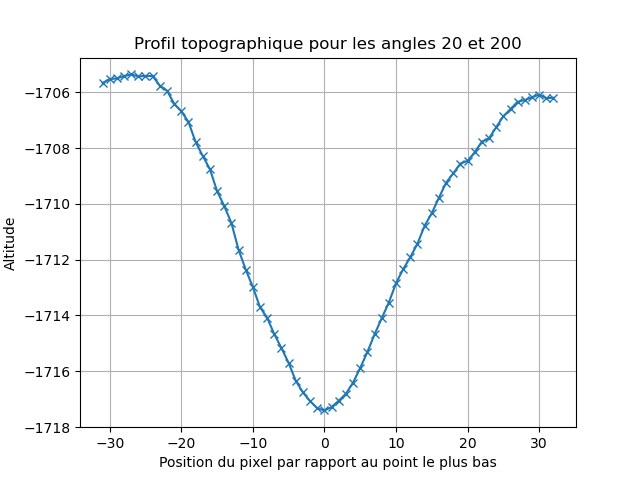 Profil topographique pour les angles 20 et 200
−1706
−1708
−1710
−1712
−1714
−1716
−1718
Altitude
−30 −20 −10 0 10 20 30
Position du pixel par rapport au point le plus bas